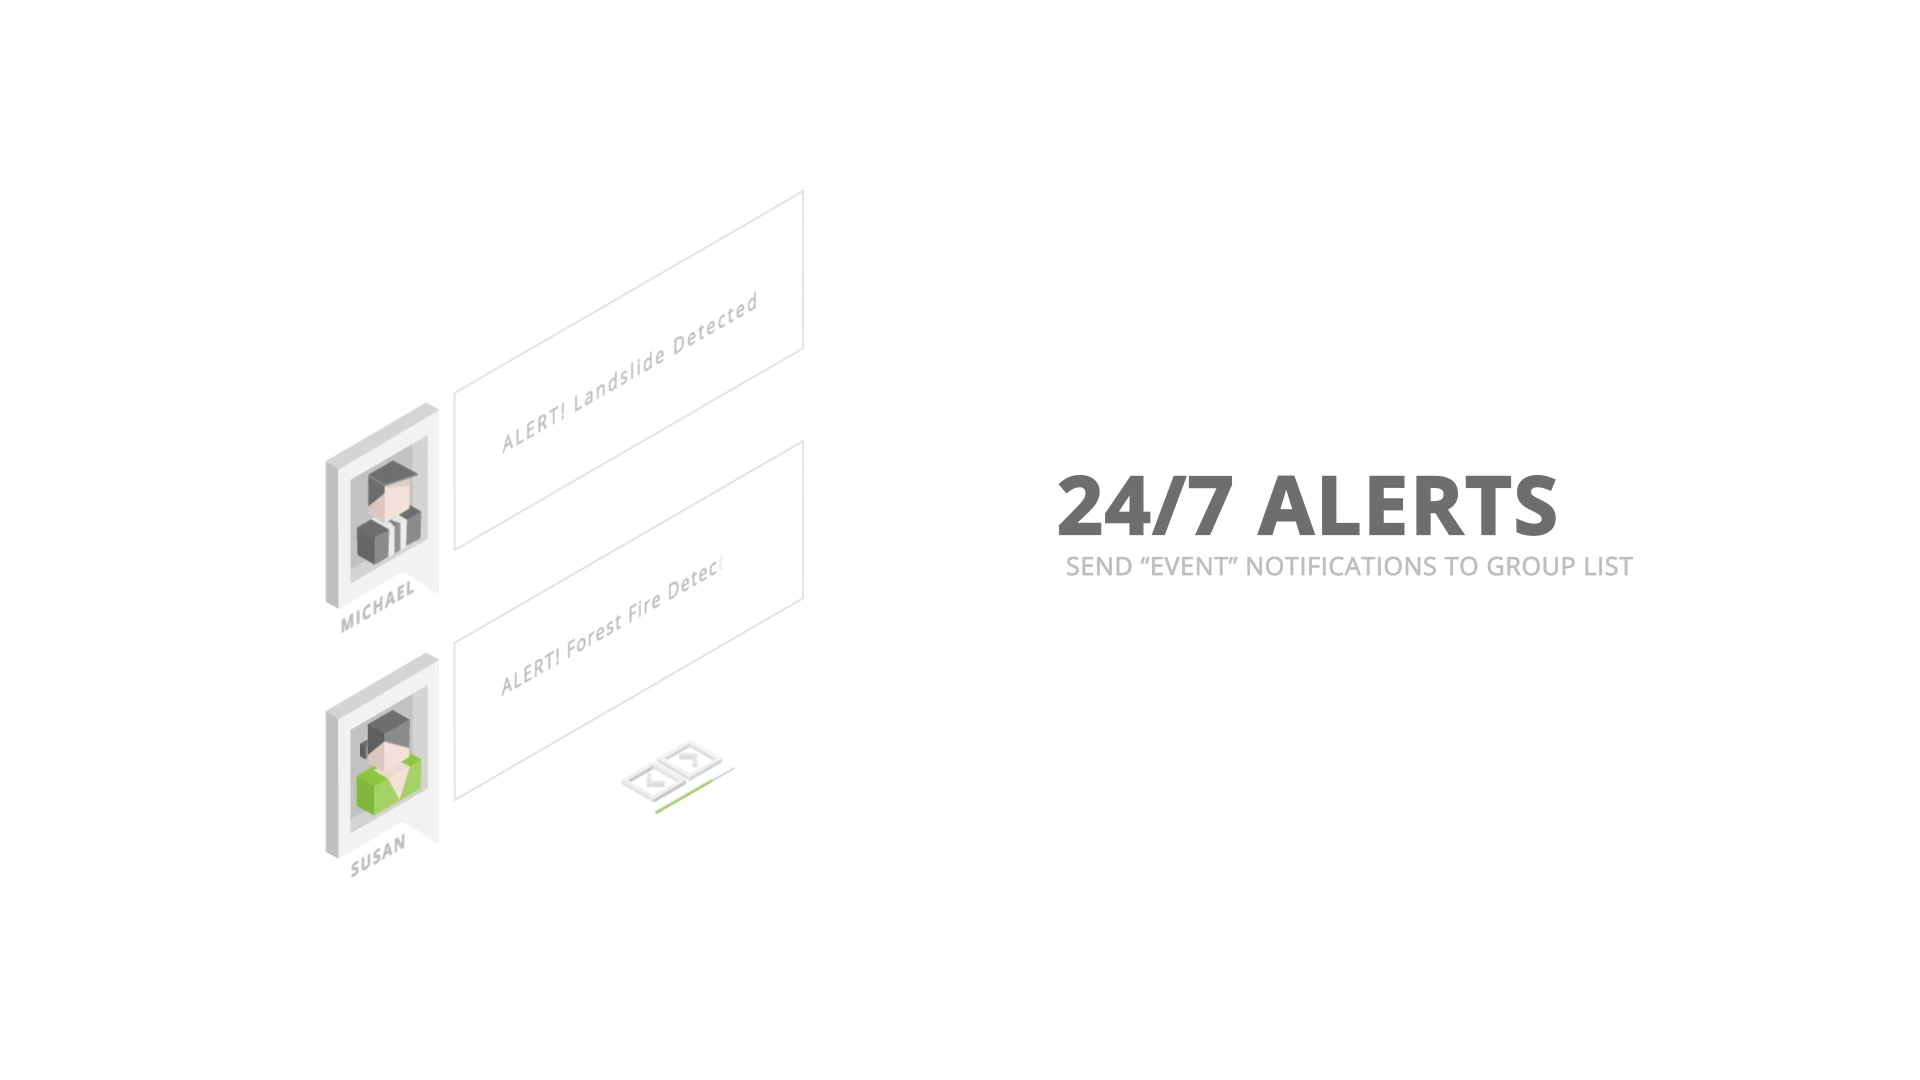 ALERT! Landslide Detected
MICHAEL
ALERT! Forest Fire Detect
SUSAN
24/7 ALERTS
SEND “EVENT” NOTIFICATIONS TO GROUP LIST